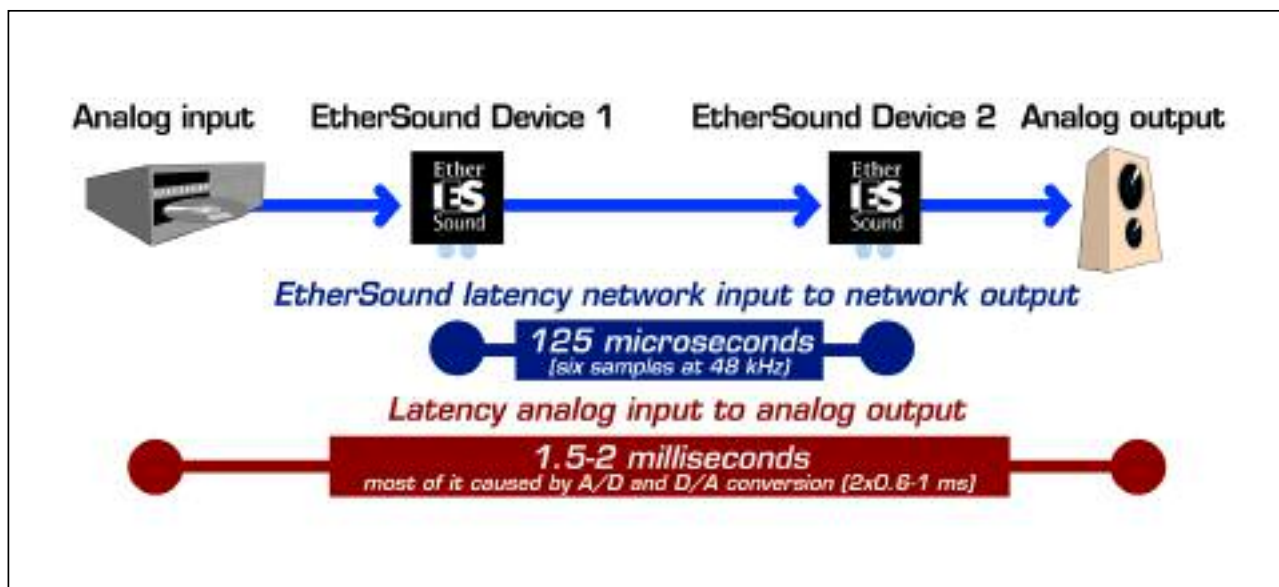 Analog input
EtherSound Device 1
EtherSound Device 2
Analog output
Ether
ES
Sound
Ether
ES
Sound
EtherSound latency network input to network output
125 microseconds
(six samples at 48 kHz)
Latency analog input to analog output
1.5-2 milliseconds
most of it caused by A/D and D/A conversion (2x0.6-1 ms)